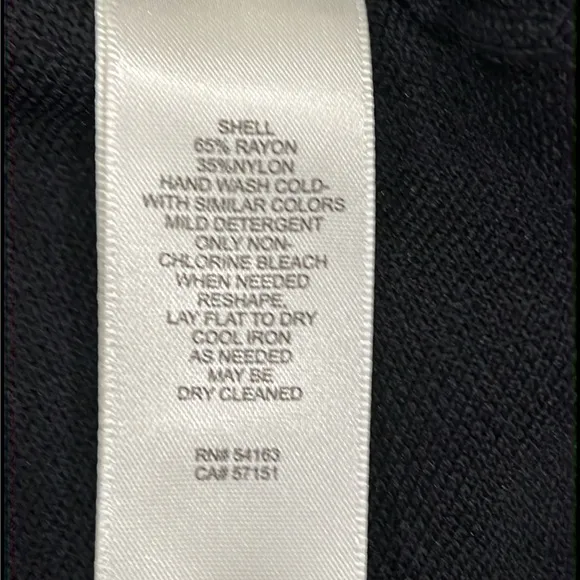 SHELL
65% RAYON
35%NYLON
HAND WASH COLD-
WITH SIMILAR COLORS
MILD DETERGENT
ONLY NON-
CHLORINE BLEACH
WHEN NEEDED
RESHAPE,
LAY FLAT TO DRY
COOL IRON
AS NEEDED
MAY BE
DRY CLEANED
RN# 54163
CA# 57151